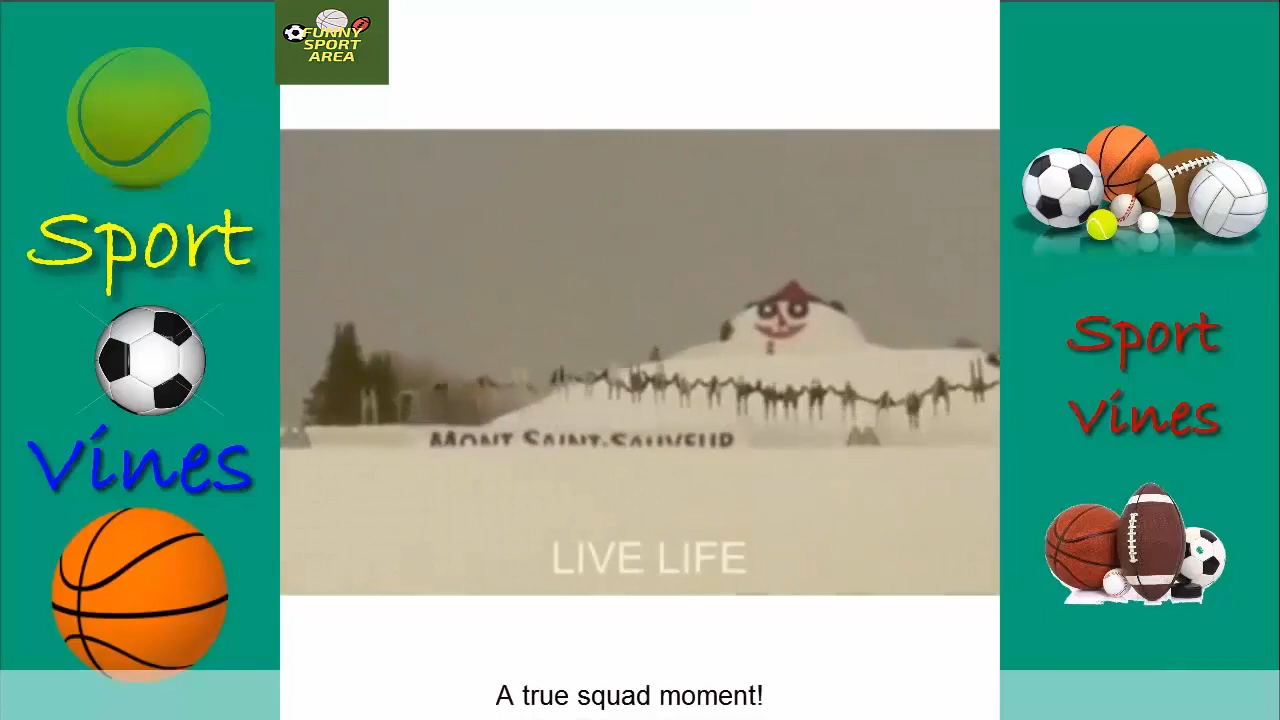 FUNNY
SPORT
AREA
Sport
Vines
Sport
Vines
MONT SAINT-SAUVEUR
LIVE LIFE
A true squad moment!